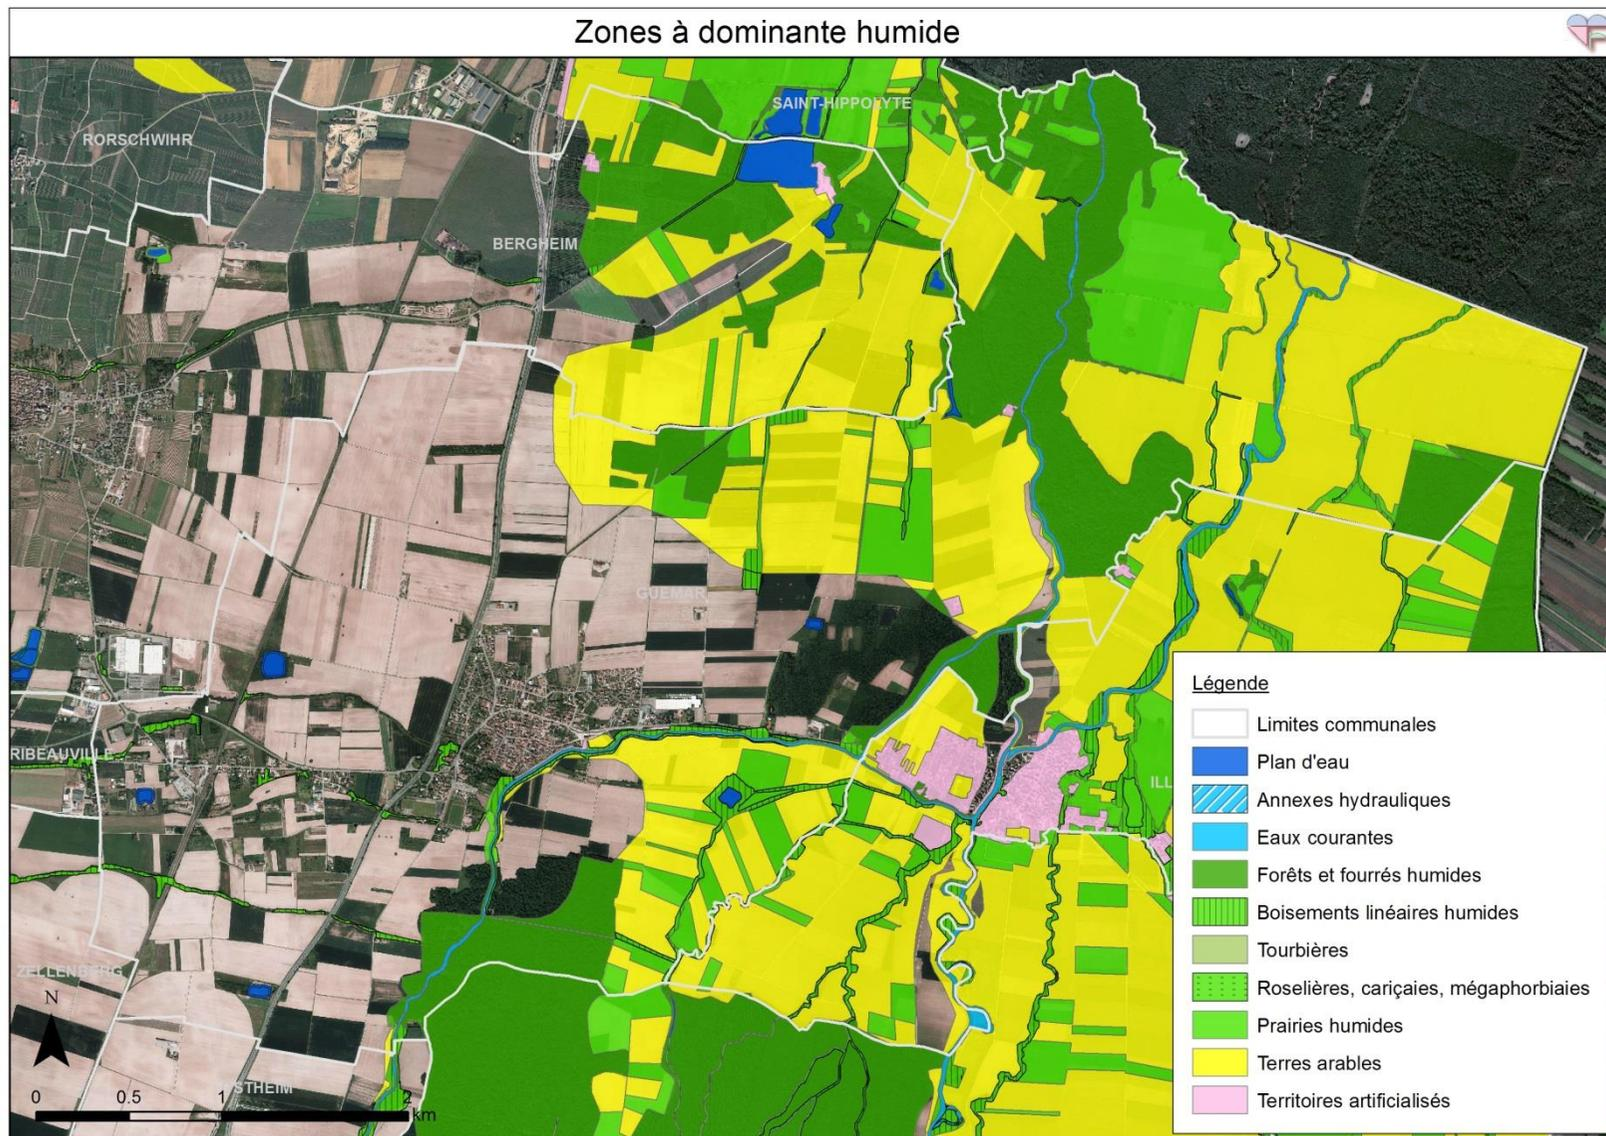 Zones à dominante humide
SAINT-HIPPOLYTE
RORSCHWIHR
BERGHEIM
GUEMAR
RIBEAUVILLE
ILL
ZELLENBERG
N
STHEIM
0 0.5 1 2
km
Légende
Limites communales
Plan d'eau
Annexes hydrauliques
Eaux courantes
Forêts et fourrés humides
Boisements linéaires humides
Tourbières
Roselières, cariçaies, mégaphorbiaies
Prairies humides
Terres arables
Territoires artificialisés